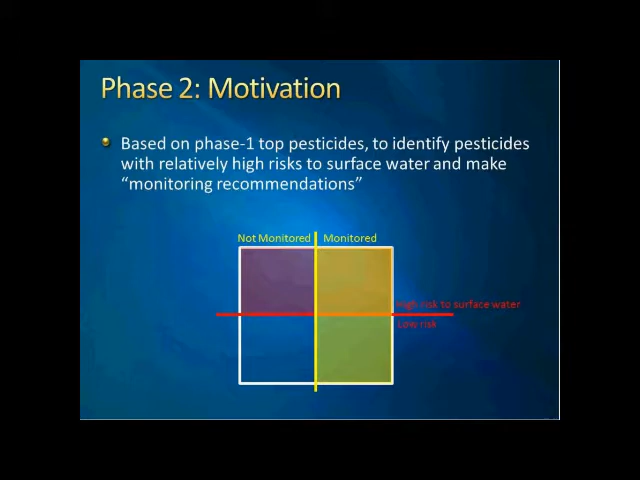 Phase 2: Motivation
Based on phase-1 top pesticides, to identify pesticides
with relatively high risks to surface water and make
“monitoring recommendations”
Not Monitored Monitored
High risk to surface water
Low risk